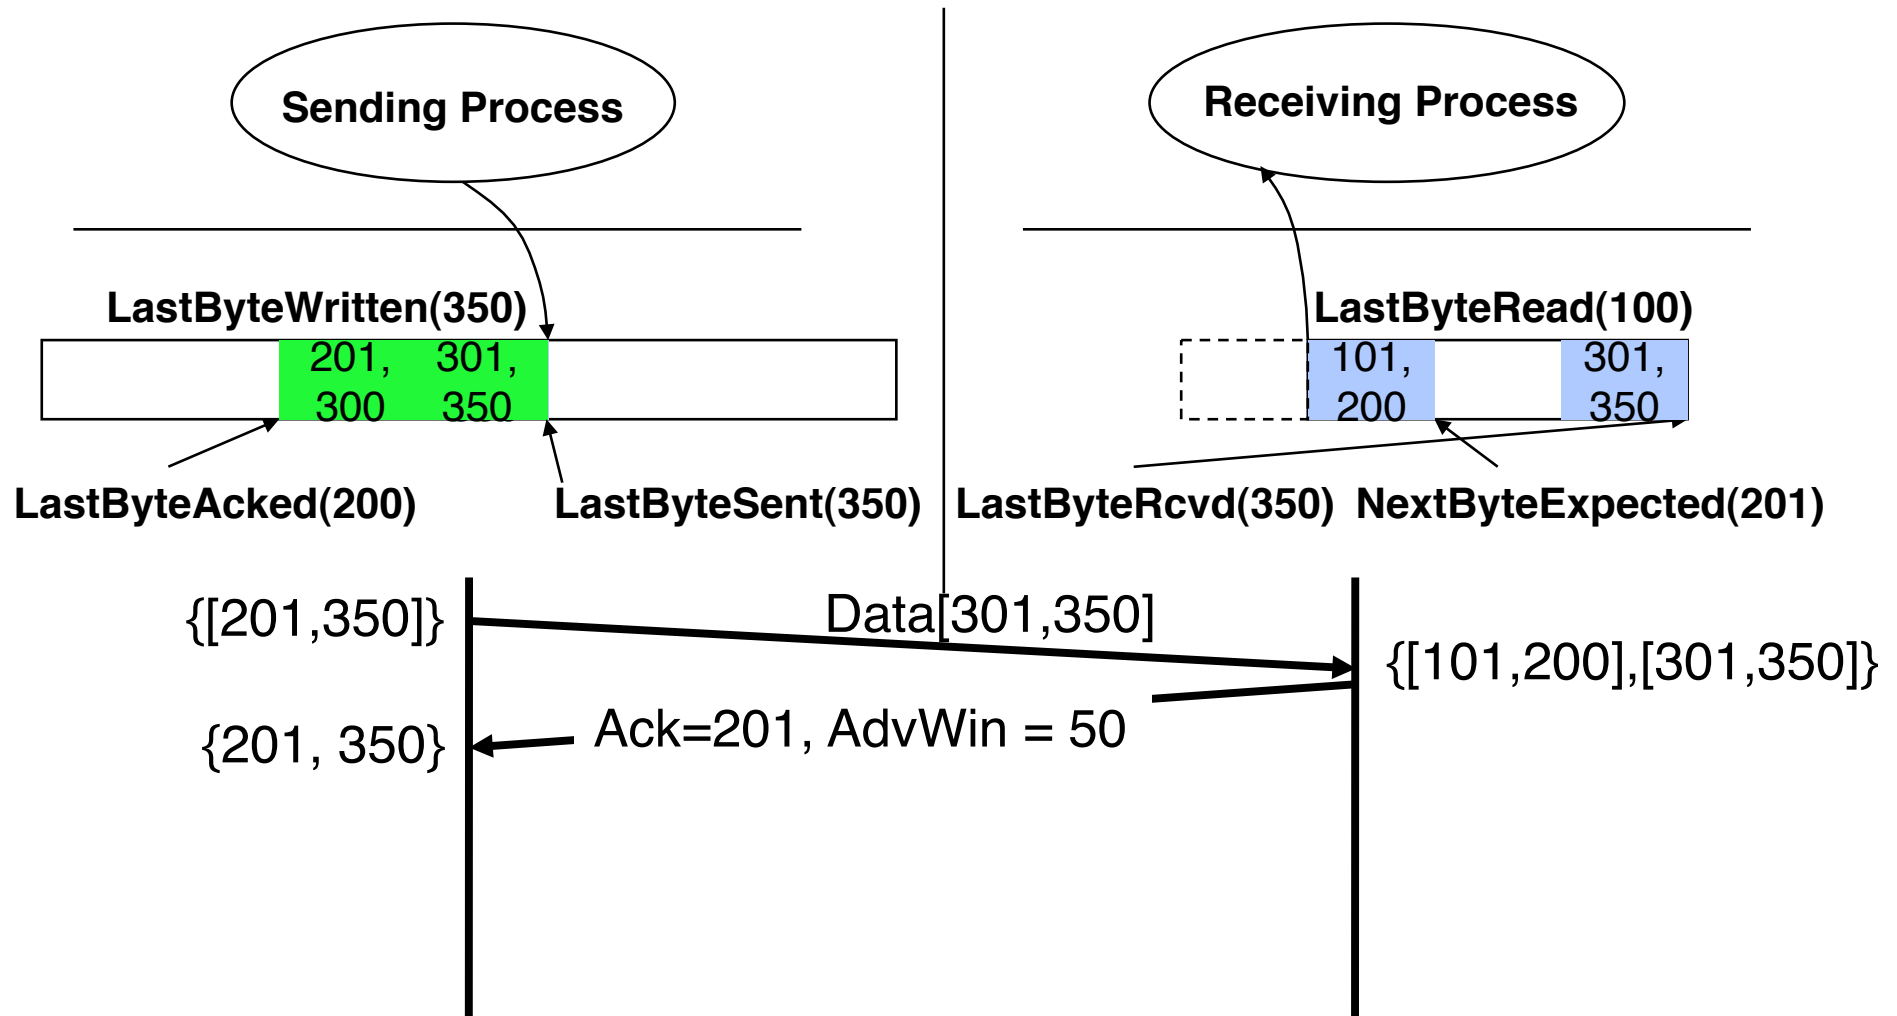 Sending Process
Receiving Process
LastByteWritten(350)
LastByteRead(100)
201, 301,
300 350
101, 301,
200 350
LastByteAcked(200)
LastByteSent(350)
LastByteRcvd(350)
NextByteExpected(201)
{[201,350]}
Data[301,350]
{[101,200],[301,350]}
{201, 350}
Ack=201, AdvWin = 50